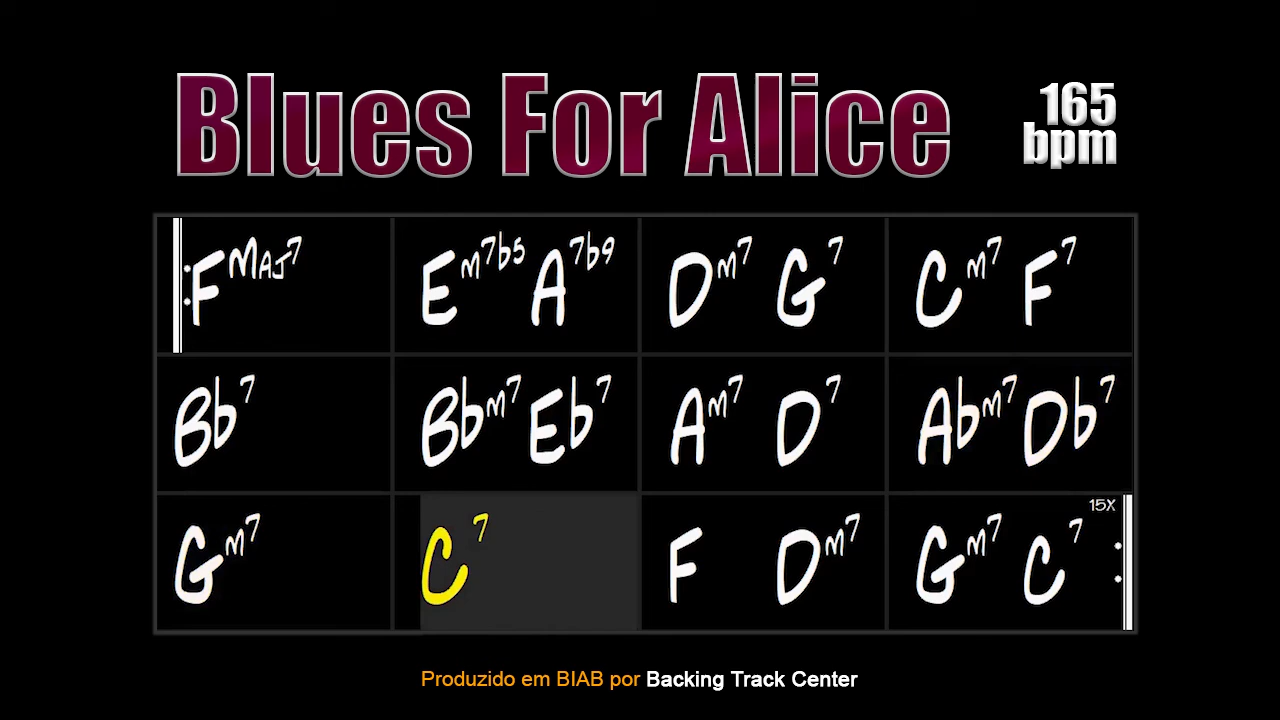 Blues For Alice
165
bpm
FMAJ7 Em7b5 A7b9 Dm7 G7 Cm7 F7
Bb7 Bbm7 Eb7 Am7 D7 Abm7 Db7
15X
Gm7 C7 F Dm7 Gm7 C7
Produzido em BIAB por Backing Track Center